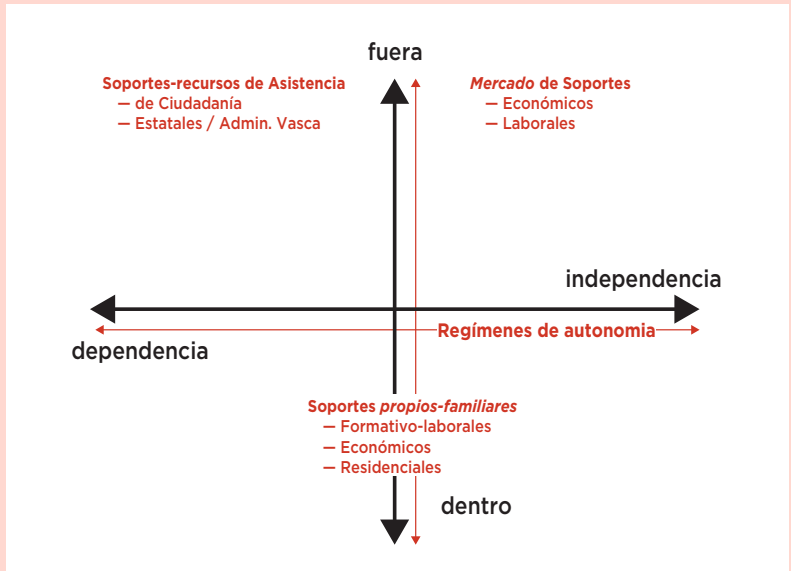 fuera
Soportes-recursos de Asistencia
— de Ciudadanía
— Estatales / Admin. Vasca
Mercado de Soportes
— Económicos
— Laborales
independencia
Regímenes de autonomia
dependencia
Soportes propios-familiares
— Formativo-laborales
— Económicos
— Residenciales
dentro